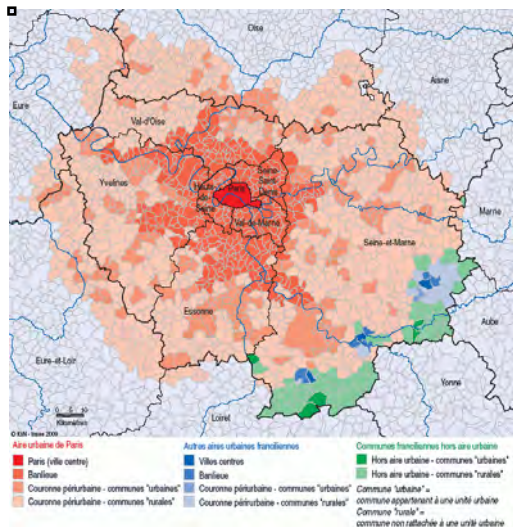 Oise
Aisne
Eure
Val-d'Oise
Yvelines
Hauts-
de-
Seine
Paris
Seine-
Saint-
Denis
Val-de-Marne
Marne
Seine-et-Marne
Essonne
Aube
Eure-et-Loir
Yonne
Loiret
0 5 10
Kilomètres
Aire urbaine de Paris
Paris (ville centre)
Banlieue
Couronne périurbaine - communes "urbaines"
Couronne périurbaine - communes "rurales"
Autres aires urbaines franciliennes
Villes centres
Banlieue
Couronne périurbaine - communes "urbaines"
Couronne périurbaine - communes "rurales"
Communes franciliennes hors aire urbaine
Hors aire urbaine - communes "urbaines"
Hors aire urbaine - communes "rurales"
Commune "urbaine" =
commune appartenant à une unité urbaine
Commune "rurale" =
commune non rattachée à une unité urbaine